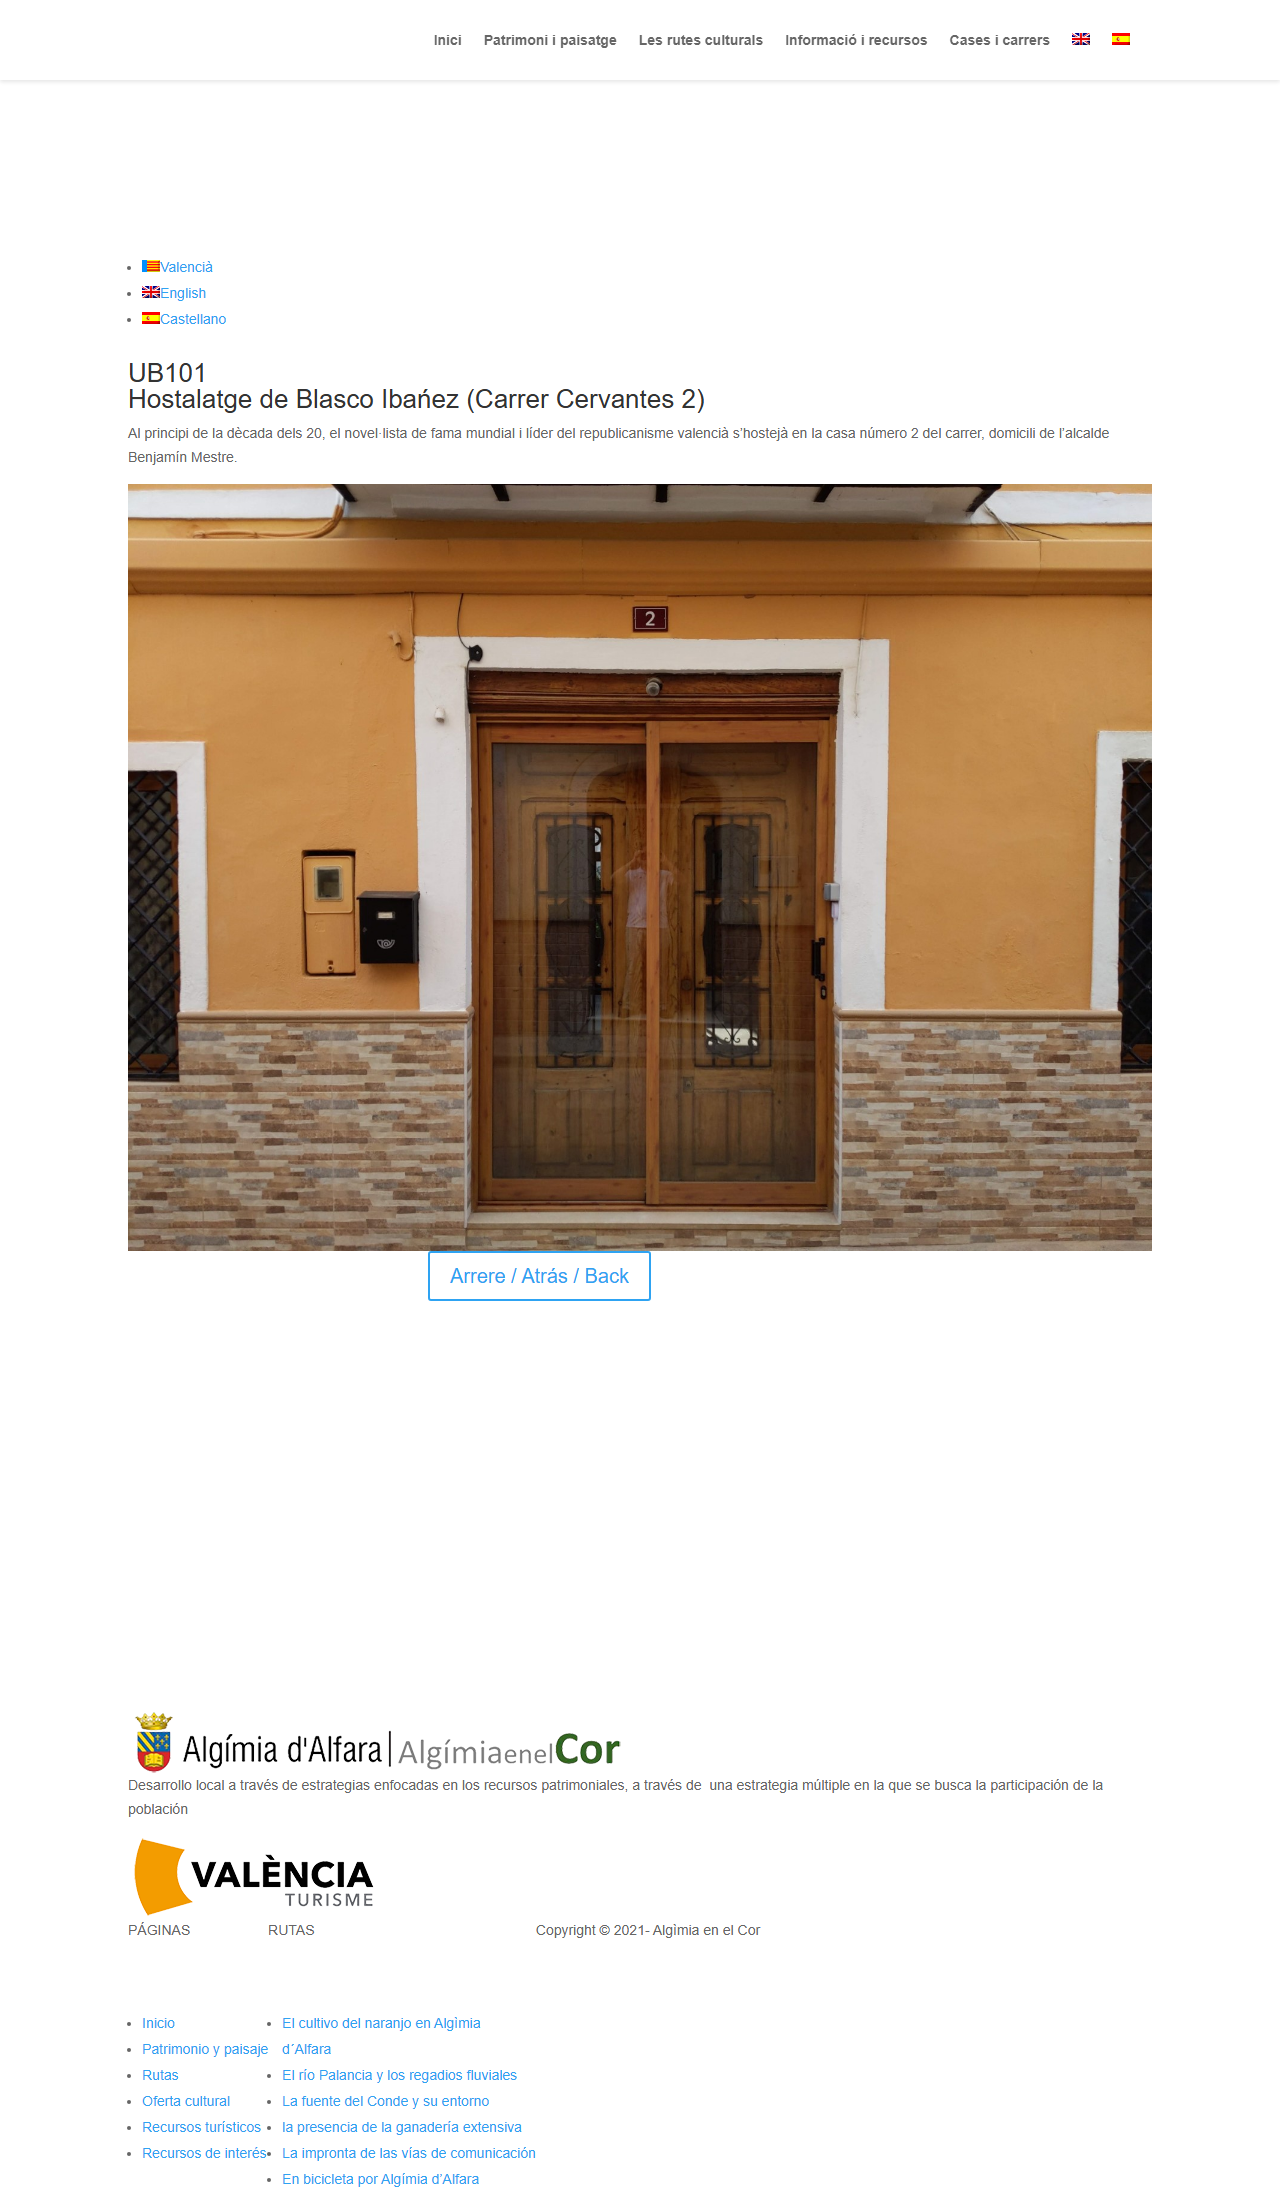 Inici Patrimoni i paisatge Les rutes culturals Informació i recursos Cases i carrers
Valencià
English
Castellano
UB101
Hostalatge de Blasco Ibańez (Carrer Cervantes 2)
Al principi de la dècada dels 20, el novel·lista de fama mundial i líder del republicanisme valencià s’hostejà en la casa número 2 del carrer, domicili de l’alcalde
Benjamín Mestre.
2
Arrere / Atrás / Back
Algímia d'Alfara AlgímiaenelCor
Desarrollo local a través de estrategias enfocadas en los recursos patrimoniales, a través de  una estrategia múltiple en la que se busca la participación de la
población
VALÈNCIA
TURISME
PÁGINAS
Inicio
Patrimonio y paisaje
Rutas
Oferta cultural
Recursos turísticos
Recursos de interés
RUTAS
El cultivo del naranjo en Algìmia
d´Alfara
El río Palancia y los regadios fluviales
La fuente del Conde y su entorno
la presencia de la ganadería extensiva
La impronta de las vías de comunicación
En bicicleta por Algímia d’Alfara
Copyright © 2021- Algìmia en el Cor